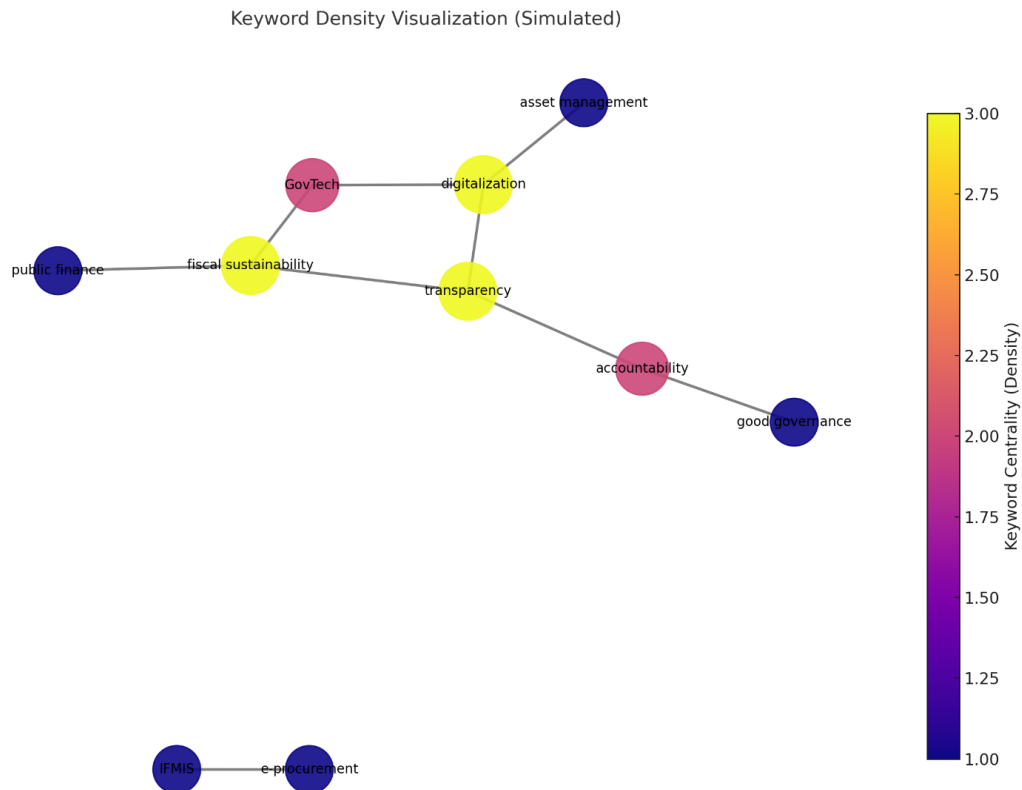 Keyword Density Visualization (Simulated)
asset management
3.00
GovTech
digitalization
2.75
public finance
fiscal sustainability
transparency
2.50
2.25
accountability
good governance
2.00
Keyword Centrality (Density)
1.75
1.50
1.25
IFMIS
e-procurement
1.00